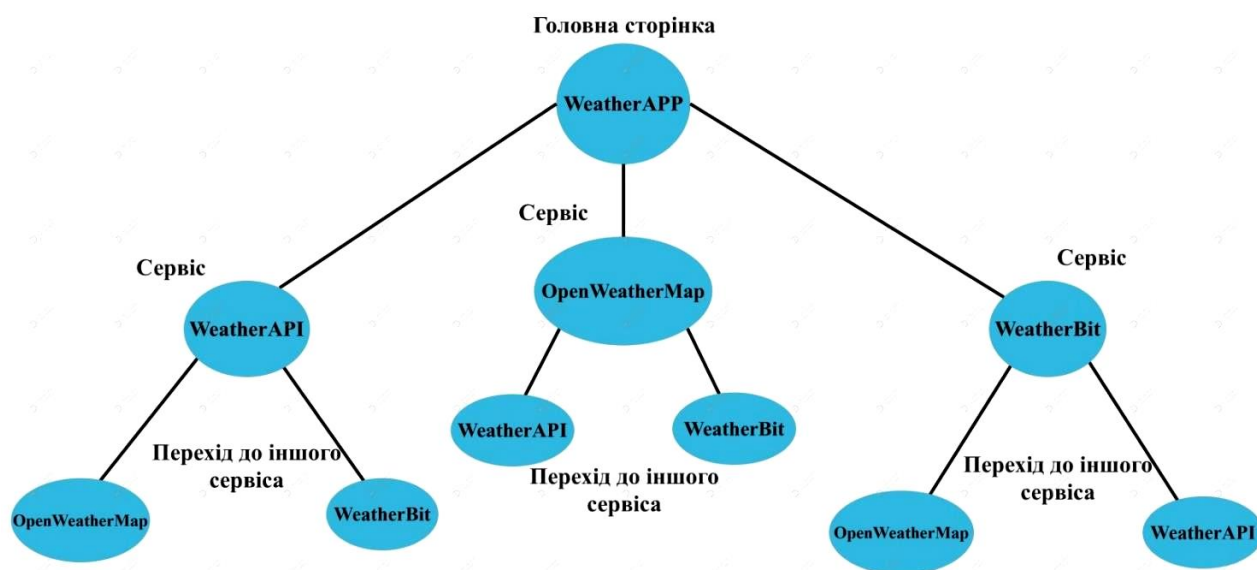 Головна сторінка
WeatherAPP
Сервіс
Сервіс
Сервіс
WeatherAPI
OpenWeatherMap
WeatherBit
WeatherAPI
WeatherBit
Перехід до іншого
сервіса
Перехід до іншого
сервіса
Перехід до іншого
сервіса
OpenWeatherMap
WeatherBit
OpenWeatherMap
WeatherAPI